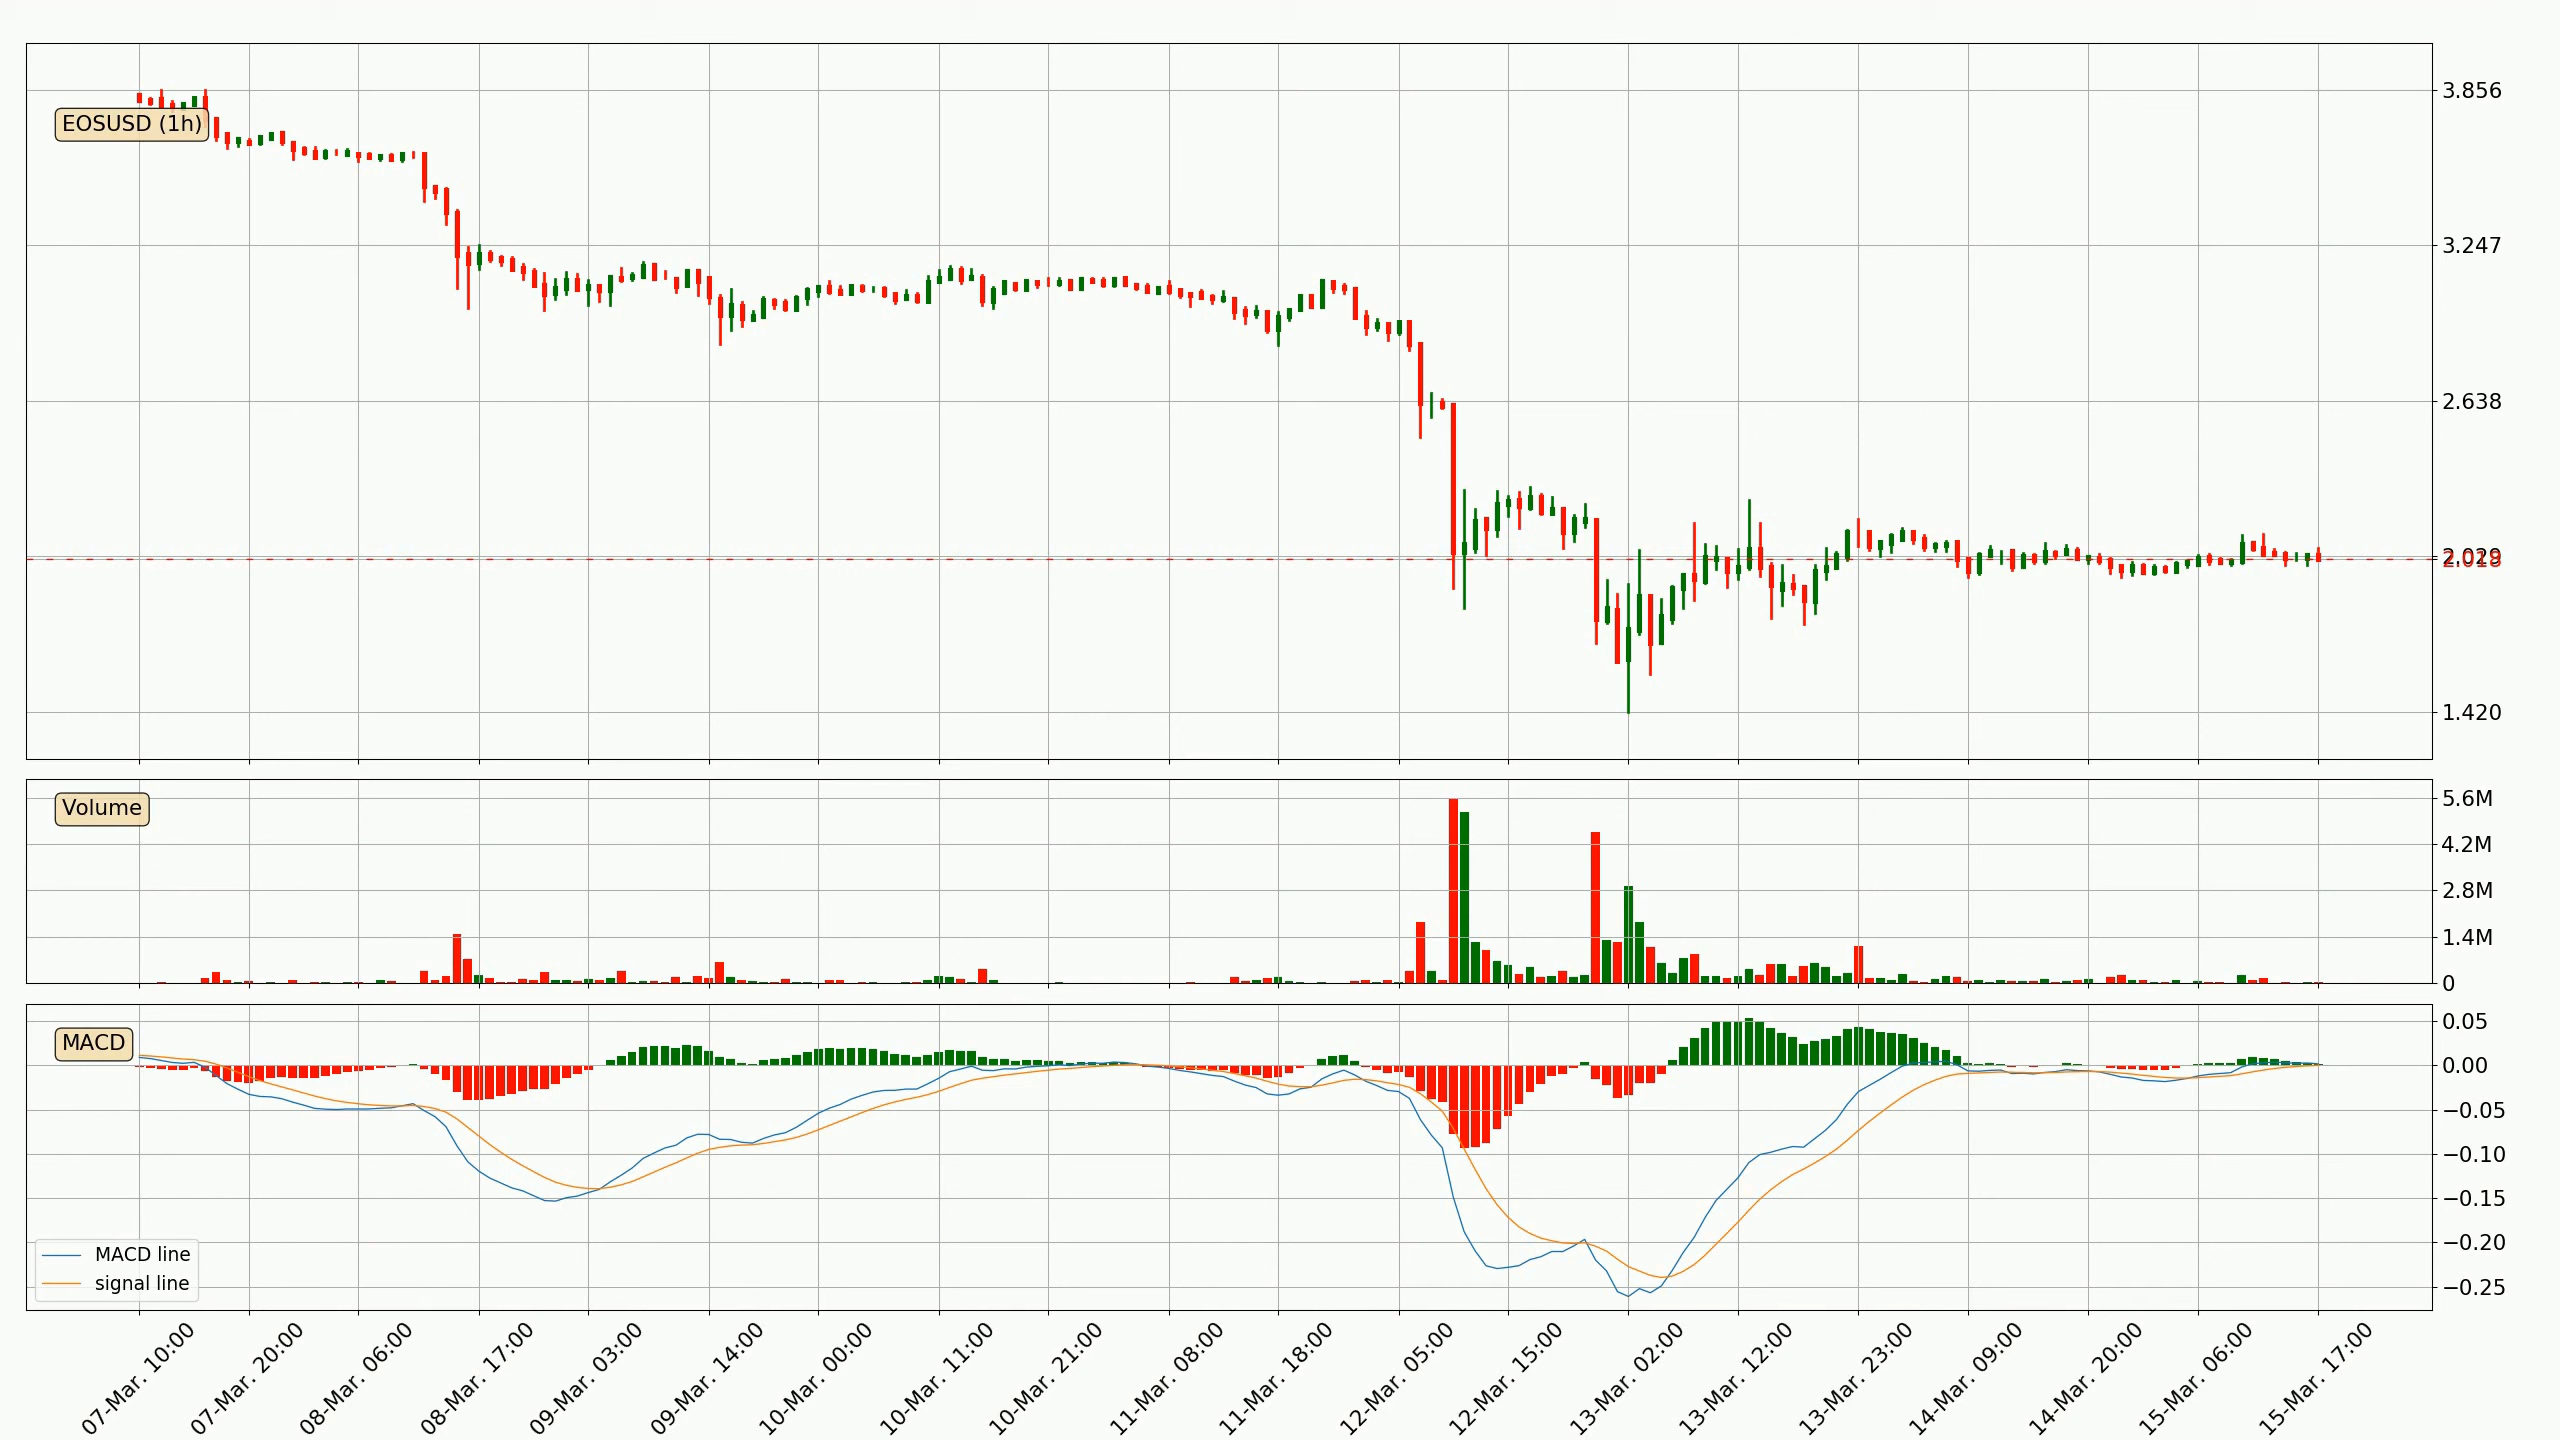 3.856
EOSUSD (1h)
3.247
2.638
2.029
2.018
1.420
Volume
5.6M
4.2M
2.8M
1.4M
0
MACD
0.05
0.00
−0.05
−0.10
−0.15
−0.20
−0.25
MACD line
signal line
07-Mar. 10:00
07-Mar. 20:00
08-Mar. 06:00
08-Mar. 17:00
09-Mar. 03:00
09-Mar. 14:00
10-Mar. 00:00
10-Mar. 11:00
10-Mar. 21:00
11-Mar. 08:00
11-Mar. 18:00
12-Mar. 05:00
12-Mar. 15:00
13-Mar. 02:00
13-Mar. 12:00
13-Mar. 23:00
14-Mar. 09:00
14-Mar. 20:00
15-Mar. 06:00
15-Mar. 17:00